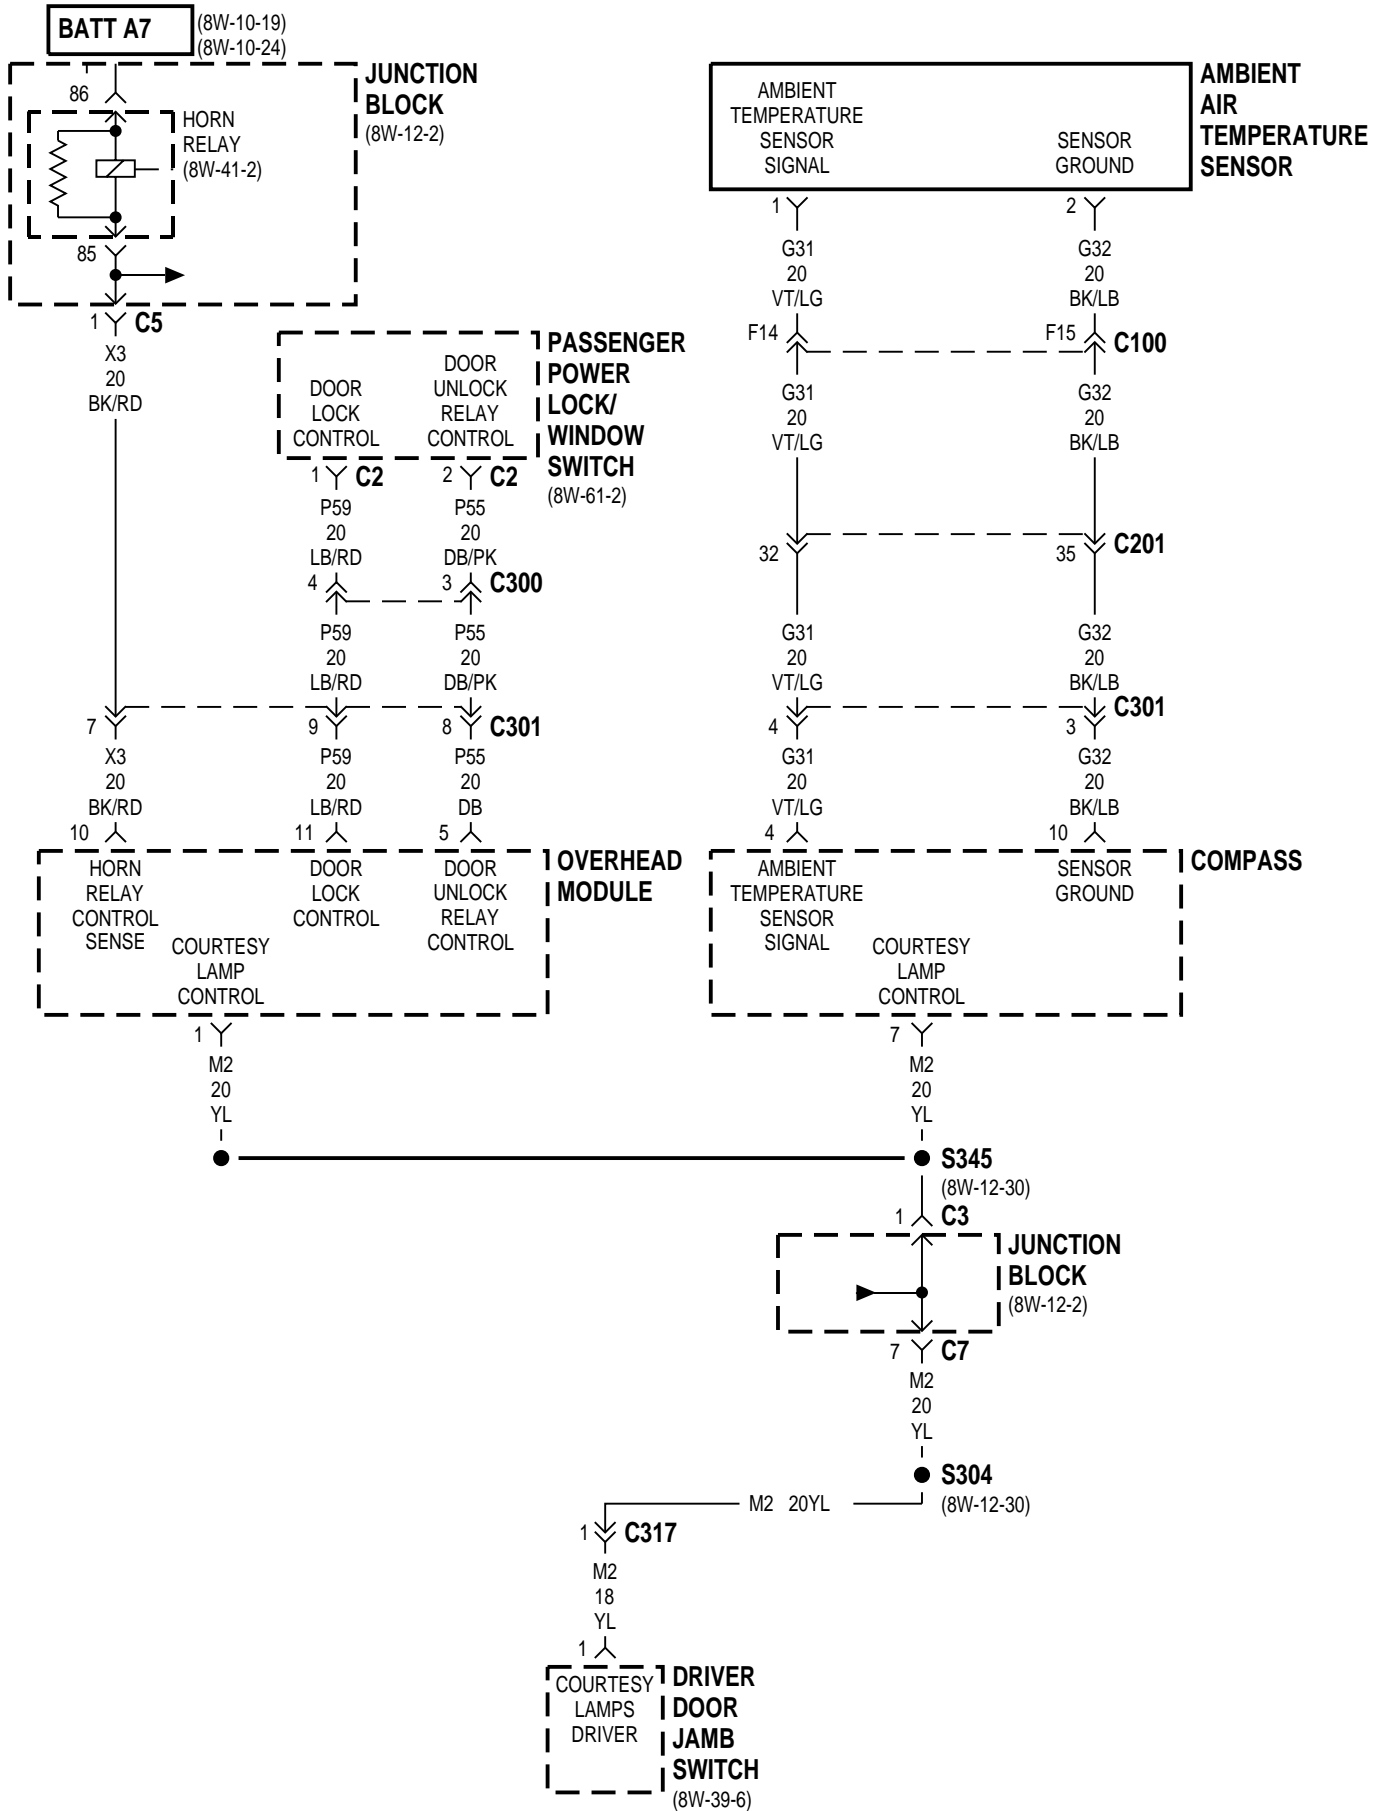 BATT A7
(8W-10-19)
(8W-10-24)
86
HORN
RELAY
(8W-41-2)
85
JUNCTION
BLOCK
(8W-12-2)
1
C5
X3
20
BK/RD
DOOR
LOCK
CONTROL
DOOR
UNLOCK
RELAY
CONTROL
PASSENGER
POWER
LOCK/
WINDOW
SWITCH
(8W-61-2)
1
C2
2
C2
P59
20
LB/RD
P55
20
DB/PK
4
3
C300
P59
20
LB/RD
P55
20
DB/PK
7
9
8
C301
X3
20
BK/RD
P59
20
LB/RD
P55
20
DB
10
11
5
HORN
RELAY
CONTROL
SENSE
DOOR
LOCK
CONTROL
DOOR
UNLOCK
RELAY
CONTROL
COURTESY
LAMP
CONTROL
OVERHEAD
MODULE
1
M2
20
YL
AMBIENT
TEMPERATURE
SENSOR
SIGNAL
SENSOR
GROUND
AMBIENT
AIR
TEMPERATURE
SENSOR
1
2
G31
20
VT/LG
G32
20
BK/LB
F14
F15
C100
G31
20
VT/LG
G32
20
BK/LB
32
35
C201
G31
20
VT/LG
G32
20
BK/LB
4
3
C301
G31
20
VT/LG
G32
20
BK/LB
4
10
AMBIENT
TEMPERATURE
SENSOR
SIGNAL
SENSOR
GROUND
COURTESY
LAMP
CONTROL
COMPASS
7
M2
20
YL
S345
(8W-12-30)
1
C3
JUNCTION
BLOCK
(8W-12-2)
7
C7
M2
20
YL
S304
(8W-12-30)
M2 20YL
1
C317
M2
18
YL
1
COURTESY
LAMPS
DRIVER
DRIVER
DOOR
JAMB
SWITCH
(8W-39-6)